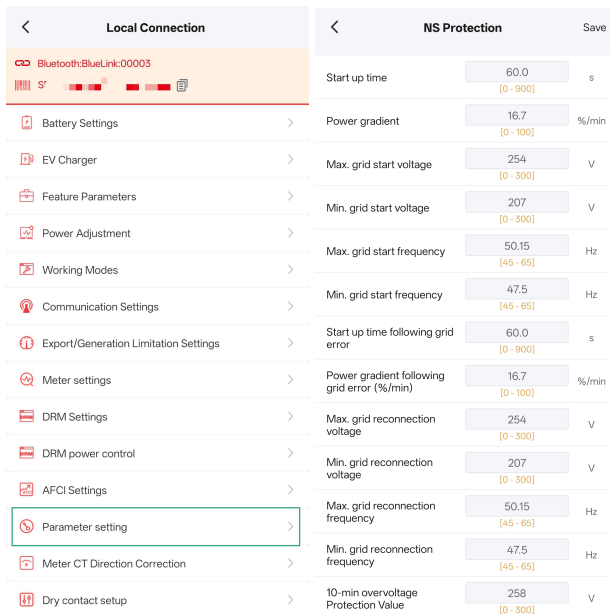 Local Connection
Bluetooth:BlueLink:00003
Battery Settings
EV Charger
Feature Parameters
Power Adjustment
Working Modes
Communication Settings
Export/Generation Limitation Settings
Meter settings
DRM Settings
DRM power control
AFCI Settings
Parameter setting
Meter CT Direction Correction
Dry contact setup
NS Protection
Save
Start up time
60.0
s
[0 - 900]
Power gradient
16.7
%/min
[0 - 100]
Max. grid start voltage
254
V
[0 - 300]
Min. grid start voltage
207
V
[0 - 300]
Max. grid start frequency
50.15
Hz
[45 - 65]
Min. grid start frequency
47.5
Hz
[45 - 65]
Start up time following grid
error
60.0
s
[0 - 900]
Power gradient following
grid error (%/min)
16.7
%/min
[0 - 100]
Max. grid reconnection
voltage
254
V
[0 - 300]
Min. grid reconnection
voltage
207
V
[0 - 300]
Max. grid reconnection
frequency
50.15
Hz
[45 - 65]
Min. grid reconnection
frequency
47.5
Hz
[45 - 65]
10-min overvoltage
Protection Value
258
V
[0 - 300]